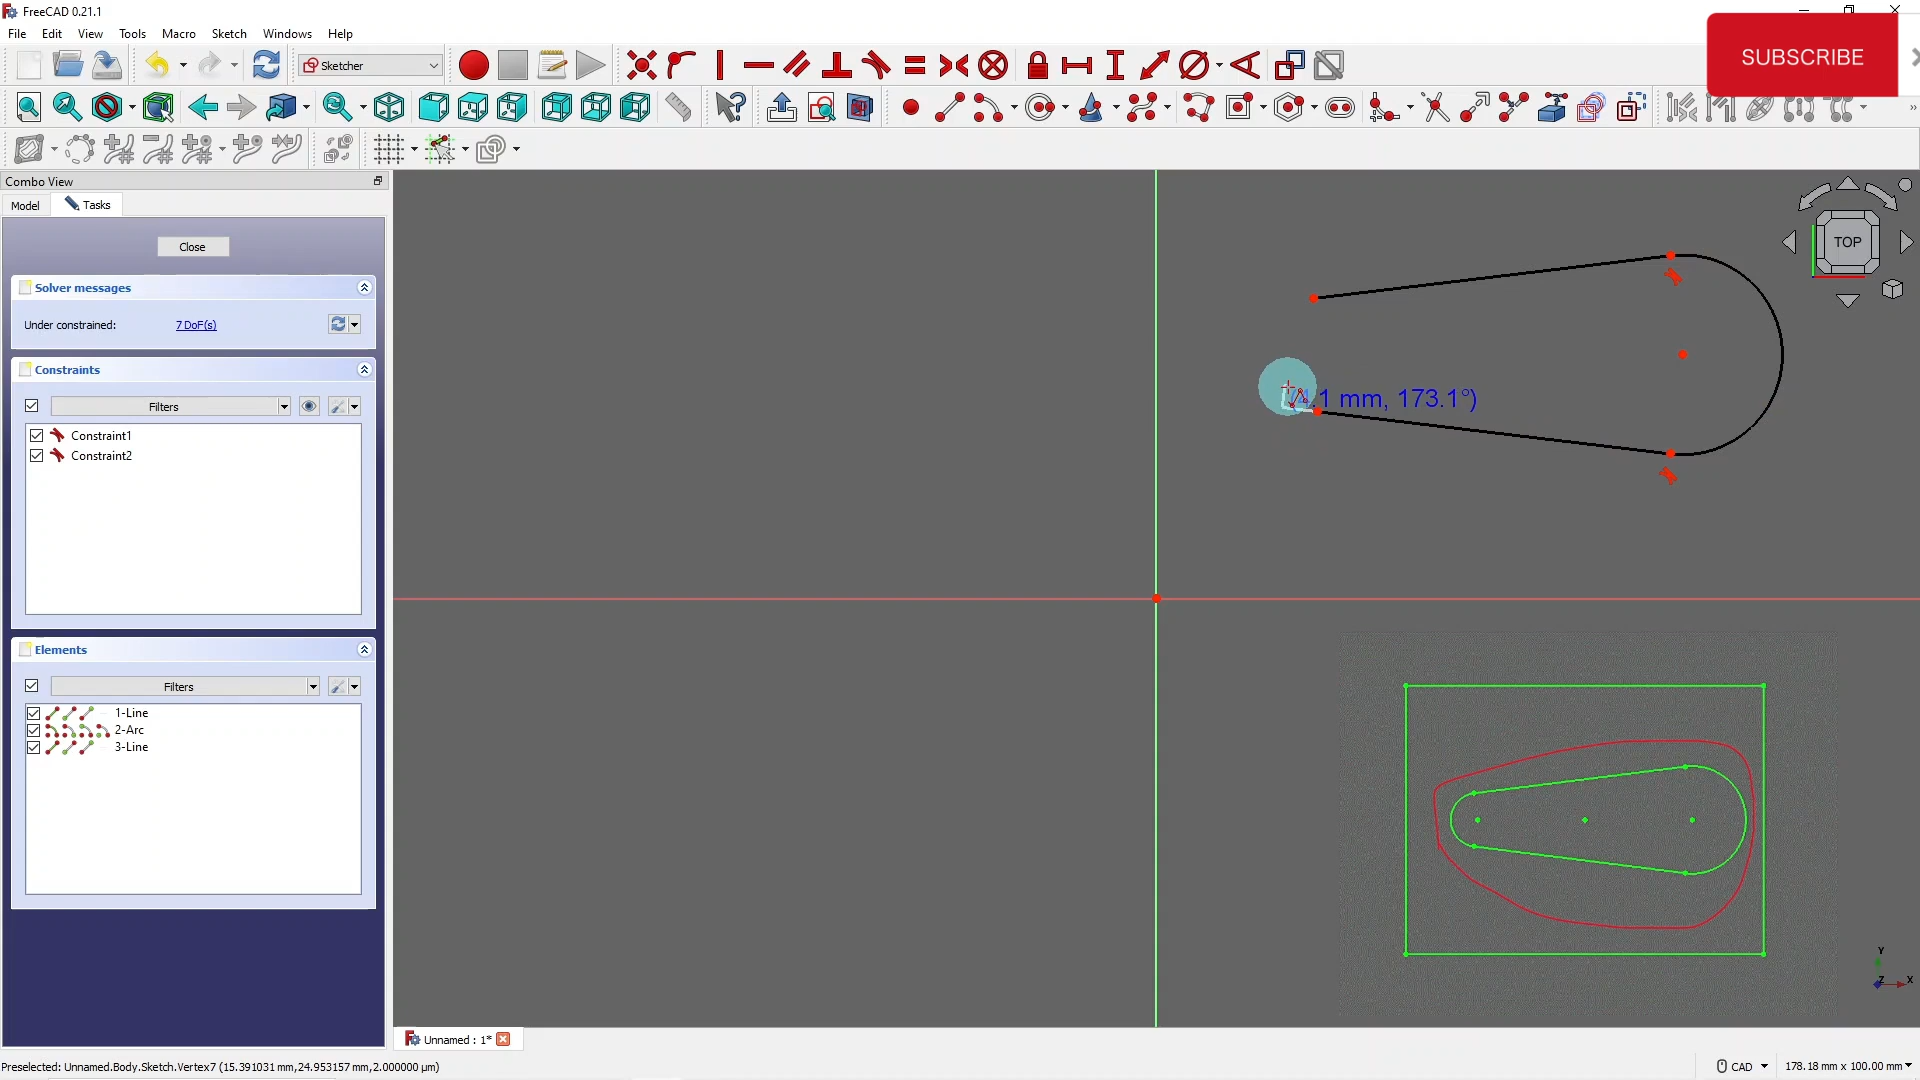 FreeCAD 0.21.1
File Edit View Tools Macro Sketch Windows Help
SUBSCRIBE
Sketcher
Combo View
Model Tasks
Close
Solver messages
Under constrained: 7 DoF(s)
Constraints
Filters
Constraint1
Constraint2
Elements
Filters
1-Line
2-Arc
3-Line
TOP
.1 mm, 173.1°)
Y
Z X
Unnamed : 1*
Preselected: Unnamed.Body.Sketch.Vertex7 (15.391031 mm,24.953157 mm,2.000000 µm)
CAD
178.18 mm x 100.00 mm